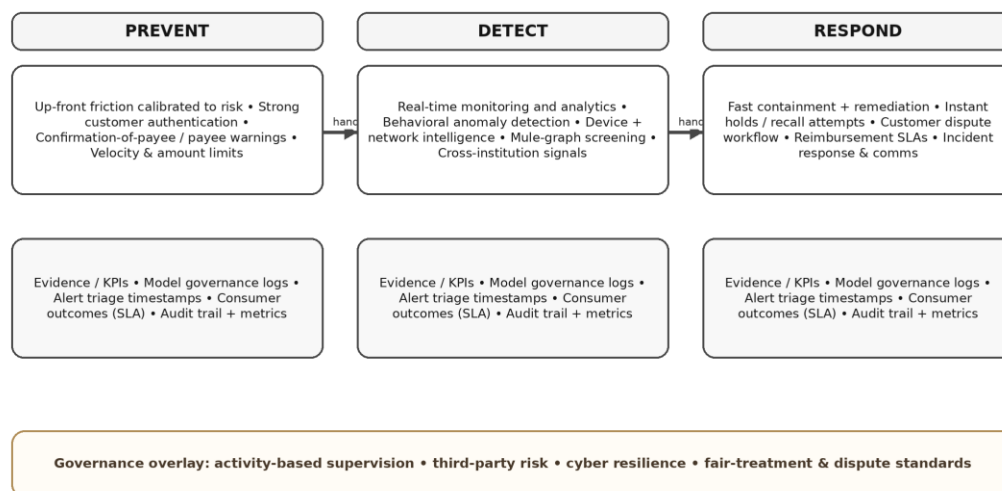 PREVENT
DETECT
RESPOND
Up-front friction calibrated to risk • Strong
customer authentication •
Confirmation-of-payee / payee warnings •
Velocity & amount limits
Real-time monitoring and analytics •
Behavioral anomaly detection • Device +
network intelligence • Mule-graph screening •
Cross-institution signals
Fast containment + remediation • Instant
holds / recall attempts • Customer dispute
workflow • Reimbursement SLAs • Incident
response & comms
Evidence / KPIs • Model governance logs •
Alert triage timestamps • Consumer
outcomes (SLA) • Audit trail + metrics
Evidence / KPIs • Model governance logs •
Alert triage timestamps • Consumer
outcomes (SLA) • Audit trail + metrics
Evidence / KPIs • Model governance logs •
Alert triage timestamps • Consumer
outcomes (SLA) • Audit trail + metrics
Governance overlay: activity-based supervision • third-party risk • cyber resilience • fair-treatment & dispute standards